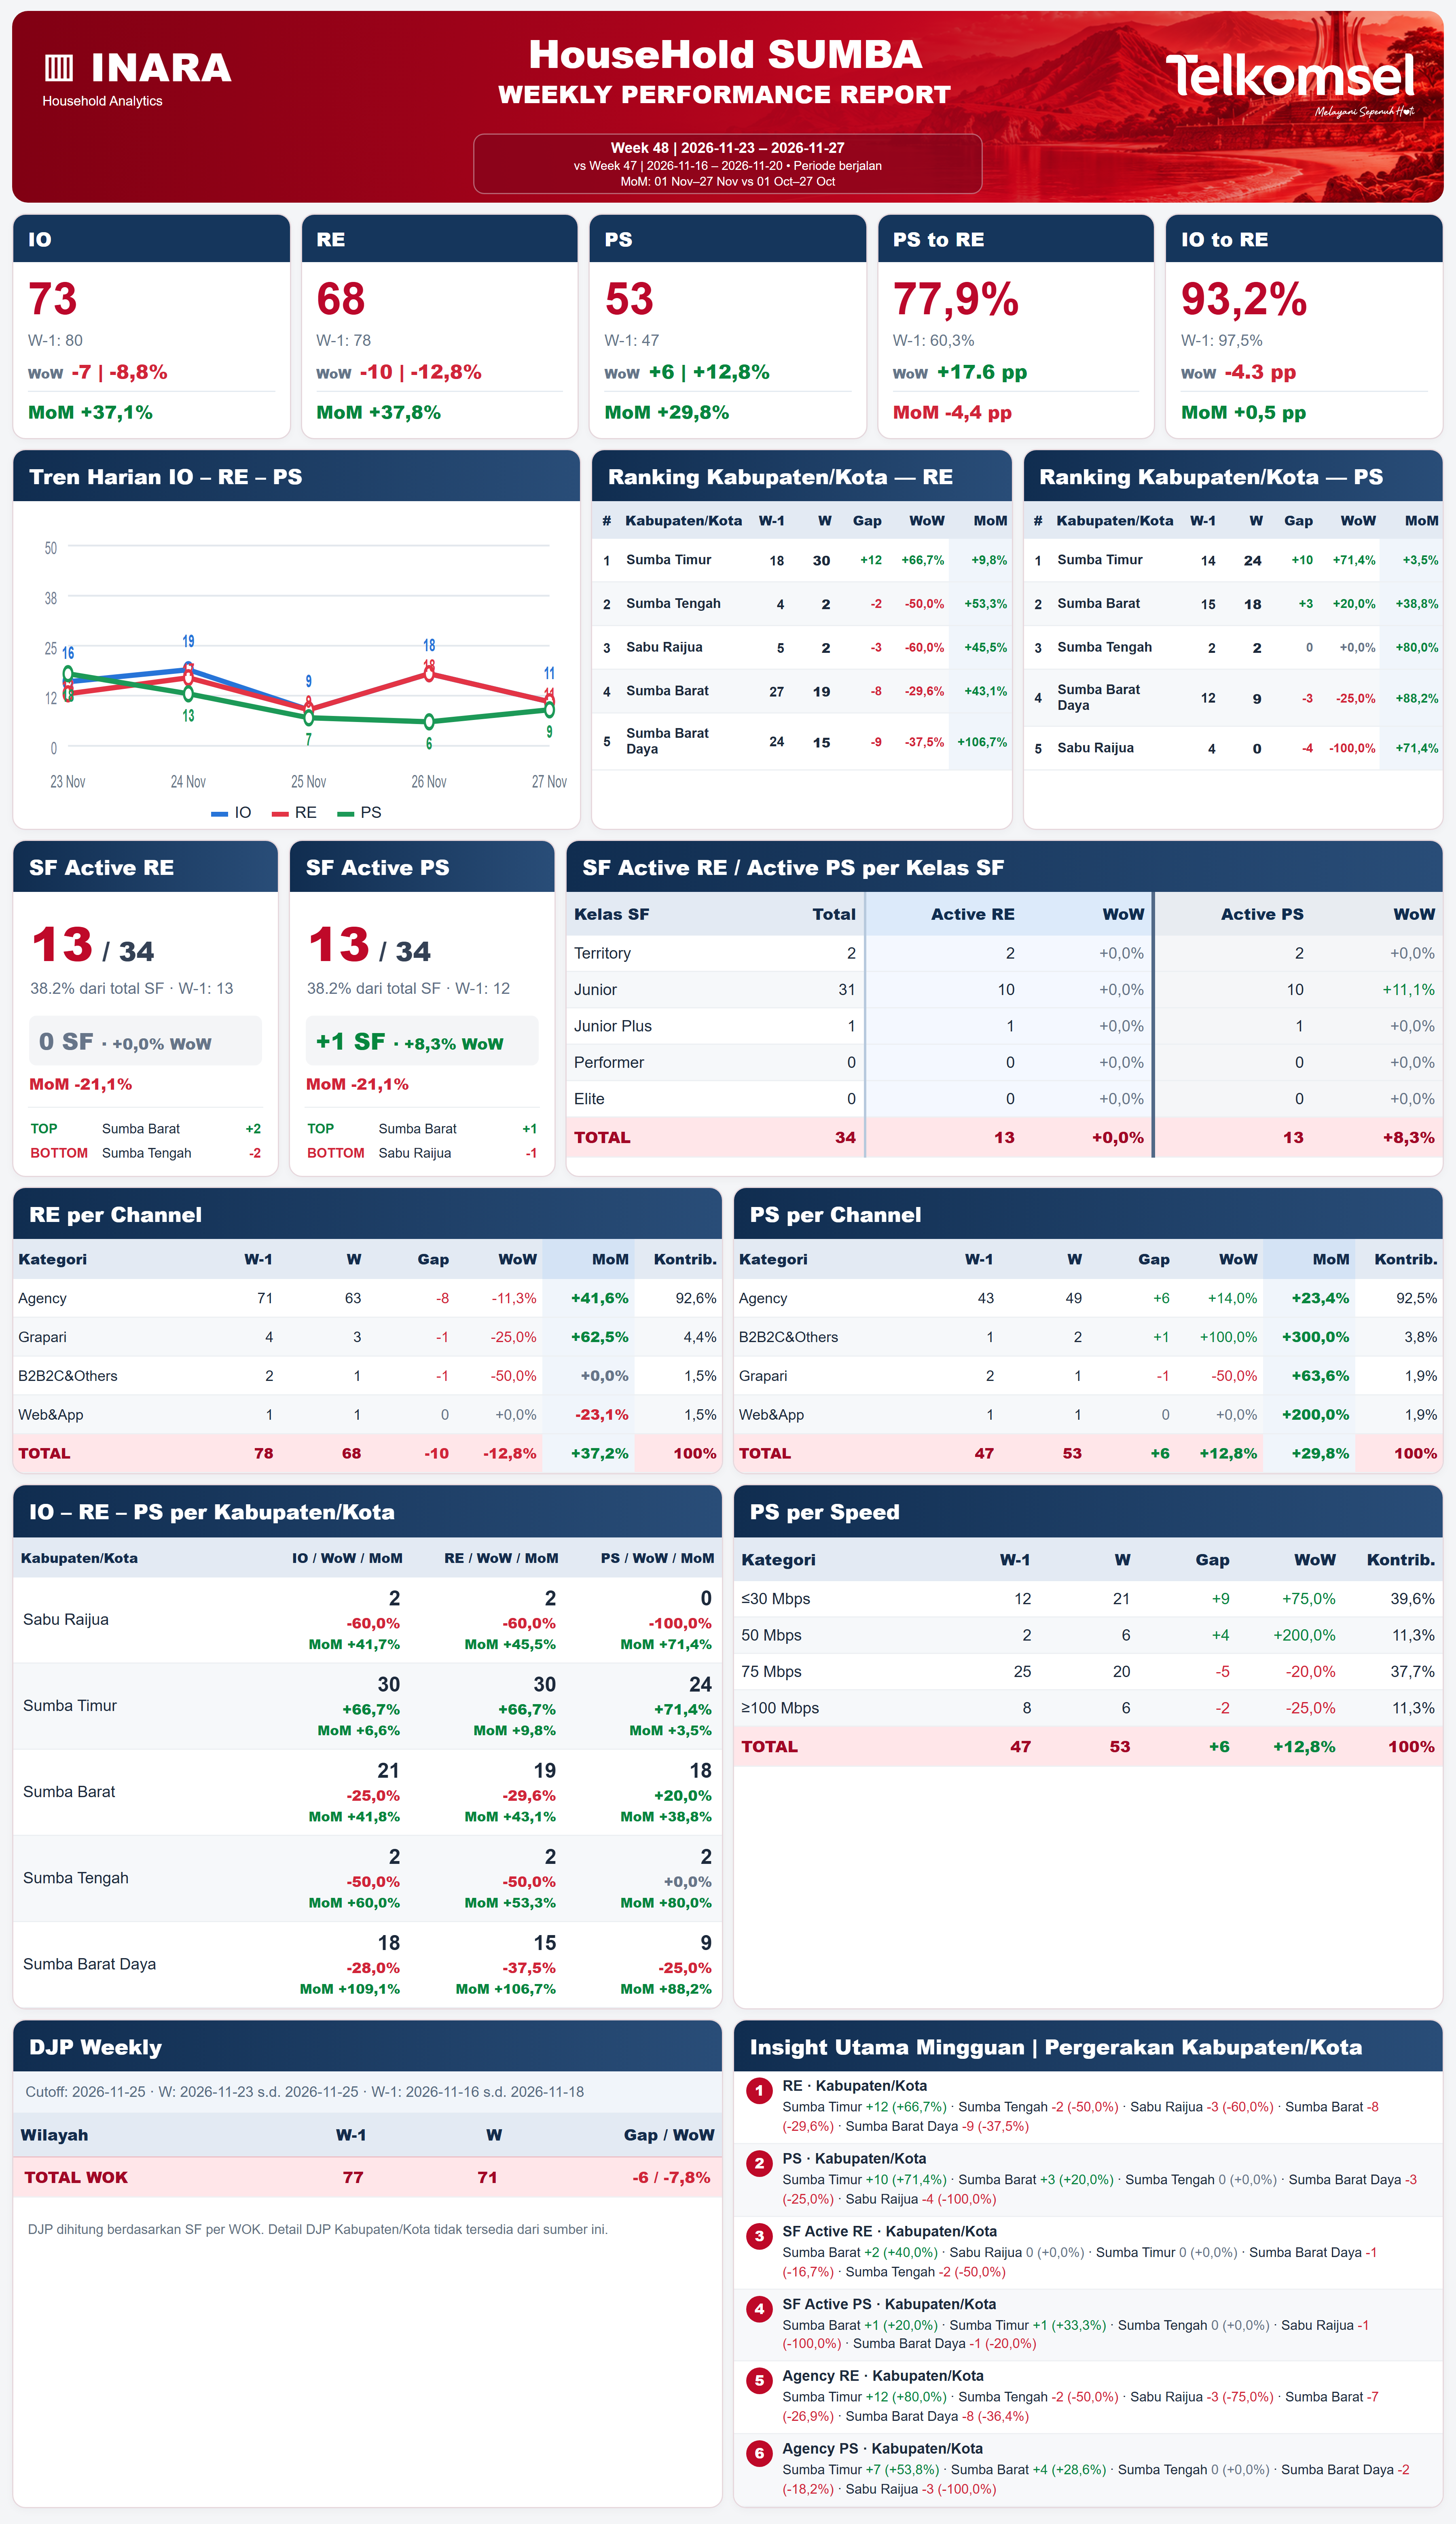 INARA
Household Analytics
HouseHold SUMBA
WEEKLY PERFORMANCE REPORT
Telkomsel
Melayani Sepenuh Hati
Week 48 | 2026-11-23 – 2026-11-27
vs Week 47 | 2026-11-16 – 2026-11-20 • Periode berjalan
MoM: 01 Nov–27 Nov vs 01 Oct–27 Oct
IO
73
W-1: 80
WoW -7 | -8,8%
MoM +37,1%
RE
68
W-1: 78
WoW -10 | -12,8%
MoM +37,8%
PS
53
W-1: 47
WoW +6 | +12,8%
MoM +29,8%
PS to RE
77,9%
W-1: 60,3%
WoW +17.6 pp
MoM -4,4 pp
IO to RE
93,2%
W-1: 97,5%
WoW -4.3 pp
MoM +0,5 pp
Tren Harian IO – RE – PS
50
38
25
12
0
16
19
9
18
11
13
7
6
9
23 Nov 24 Nov 25 Nov 26 Nov 27 Nov
IO RE PS
Ranking Kabupaten/Kota — RE
# Kabupaten/Kota W-1 W Gap WoW MoM
1 Sumba Timur 18 30 +12 +66,7% +9,8%
2 Sumba Tengah 4 2 -2 -50,0% +53,3%
3 Sabu Raijua 5 2 -3 -60,0% +45,5%
4 Sumba Barat 27 19 -8 -29,6% +43,1%
5 Sumba Barat Daya 24 15 -9 -37,5% +106,7%
Ranking Kabupaten/Kota — PS
# Kabupaten/Kota W-1 W Gap WoW MoM
1 Sumba Timur 14 24 +10 +71,4% +3,5%
2 Sumba Barat 15 18 +3 +20,0% +38,8%
3 Sumba Tengah 2 2 0 +0,0% +80,0%
4 Sumba Barat Daya 12 9 -3 -25,0% +88,2%
5 Sabu Raijua 4 0 -4 -100,0% +71,4%
SF Active RE
13 / 34
38.2% dari total SF · W-1: 13
0 SF · +0,0% WoW
MoM -21,1%
TOP Sumba Barat +2
BOTTOM Sumba Tengah -2
SF Active PS
13 / 34
38.2% dari total SF · W-1: 12
+1 SF · +8,3% WoW
MoM -21,1%
TOP Sumba Barat +1
BOTTOM Sabu Raijua -1
SF Active RE / Active PS per Kelas SF
Kelas SF Total Active RE WoW Active PS WoW
Territory 2 2 +0,0% 2 +0,0%
Junior 31 10 +0,0% 10 +11,1%
Junior Plus 1 1 +0,0% 1 +0,0%
Performer 0 0 +0,0% 0 +0,0%
Elite 0 0 +0,0% 0 +0,0%
TOTAL 34 13 +0,0% 13 +8,3%
RE per Channel
Kategori W-1 W Gap WoW MoM Kontrib.
Agency 71 63 -8 -11,3% +41,6% 92,6%
Grapari 4 3 -1 -25,0% +62,5% 4,4%
B2B2C&Others 2 1 -1 -50,0% +0,0% 1,5%
Web&App 1 1 0 +0,0% -23,1% 1,5%
TOTAL 78 68 -10 -12,8% +37,2% 100%
PS per Channel
Kategori W-1 W Gap WoW MoM Kontrib.
Agency 43 49 +6 +14,0% +23,4% 92,5%
B2B2C&Others 1 2 +1 +100,0% +300,0% 3,8%
Grapari 2 1 -1 -50,0% +63,6% 1,9%
Web&App 1 1 0 +0,0% +200,0% 1,9%
TOTAL 47 53 +6 +12,8% +29,8% 100%
IO – RE – PS per Kabupaten/Kota
Kabupaten/Kota IO / WoW / MoM RE / WoW / MoM PS / WoW / MoM
2 2 0
Sabu Raijua -60,0% -60,0% -100,0%
MoM +41,7% MoM +45,5% MoM +71,4%
30 30 24
Sumba Timur +66,7% +66,7% +71,4%
MoM +6,6% MoM +9,8% MoM +3,5%
21 19 18
Sumba Barat -25,0% -29,6% +20,0%
MoM +41,8% MoM +43,1% MoM +38,8%
2 2 2
Sumba Tengah -50,0% -50,0% +0,0%
MoM +60,0% MoM +53,3% MoM +80,0%
18 15 9
Sumba Barat Daya -28,0% -37,5% -25,0%
MoM +109,1% MoM +106,7% MoM +88,2%
PS per Speed
Kategori W-1 W Gap WoW Kontrib.
≤30 Mbps 12 21 +9 +75,0% 39,6%
50 Mbps 2 6 +4 +200,0% 11,3%
75 Mbps 25 20 -5 -20,0% 37,7%
≥100 Mbps 8 6 -2 -25,0% 11,3%
TOTAL 47 53 +6 +12,8% 100%
DJP Weekly
Cutoff: 2026-11-25 · W: 2026-11-23 s.d. 2026-11-25 · W-1: 2026-11-16 s.d. 2026-11-18
Wilayah W-1 W Gap / WoW
TOTAL WOK 77 71 -6 / -7,8%
DJP dihitung berdasarkan SF per WOK. Detail DJP Kabupaten/Kota tidak tersedia dari sumber ini.
Insight Utama Mingguan | Pergerakan Kabupaten/Kota
1 RE · Kabupaten/Kota
Sumba Timur +12 (+66,7%) · Sumba Tengah -2 (-50,0%) · Sabu Raijua -3 (-60,0%) · Sumba Barat -8
(-29,6%) · Sumba Barat Daya -9 (-37,5%)
2 PS · Kabupaten/Kota
Sumba Timur +10 (+71,4%) · Sumba Barat +3 (+20,0%) · Sumba Tengah 0 (+0,0%) · Sumba Barat Daya -3
(-25,0%) · Sabu Raijua -4 (-100,0%)
3 SF Active RE · Kabupaten/Kota
Sumba Barat +2 (+40,0%) · Sabu Raijua 0 (+0,0%) · Sumba Timur 0 (+0,0%) · Sumba Barat Daya -1
(-16,7%) · Sumba Tengah -2 (-50,0%)
4 SF Active PS · Kabupaten/Kota
Sumba Barat +1 (+20,0%) · Sumba Timur +1 (+33,3%) · Sumba Tengah 0 (+0,0%) · Sabu Raijua -1
(-100,0%) · Sumba Barat Daya -1 (-20,0%)
5 Agency RE · Kabupaten/Kota
Sumba Timur +12 (+80,0%) · Sumba Tengah -2 (-50,0%) · Sabu Raijua -3 (-75,0%) · Sumba Barat -7
(-26,9%) · Sumba Barat Daya -8 (-36,4%)
6 Agency PS · Kabupaten/Kota
Sumba Timur +7 (+53,8%) · Sumba Barat +4 (+28,6%) · Sumba Tengah 0 (+0,0%) · Sumba Barat Daya -2
(-18,2%) · Sabu Raijua -3 (-100,0%)